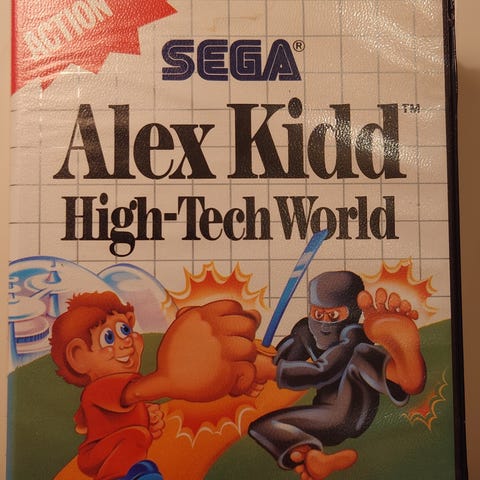 ACTION
SEGA®
Alex Kidd™
High-Tech World